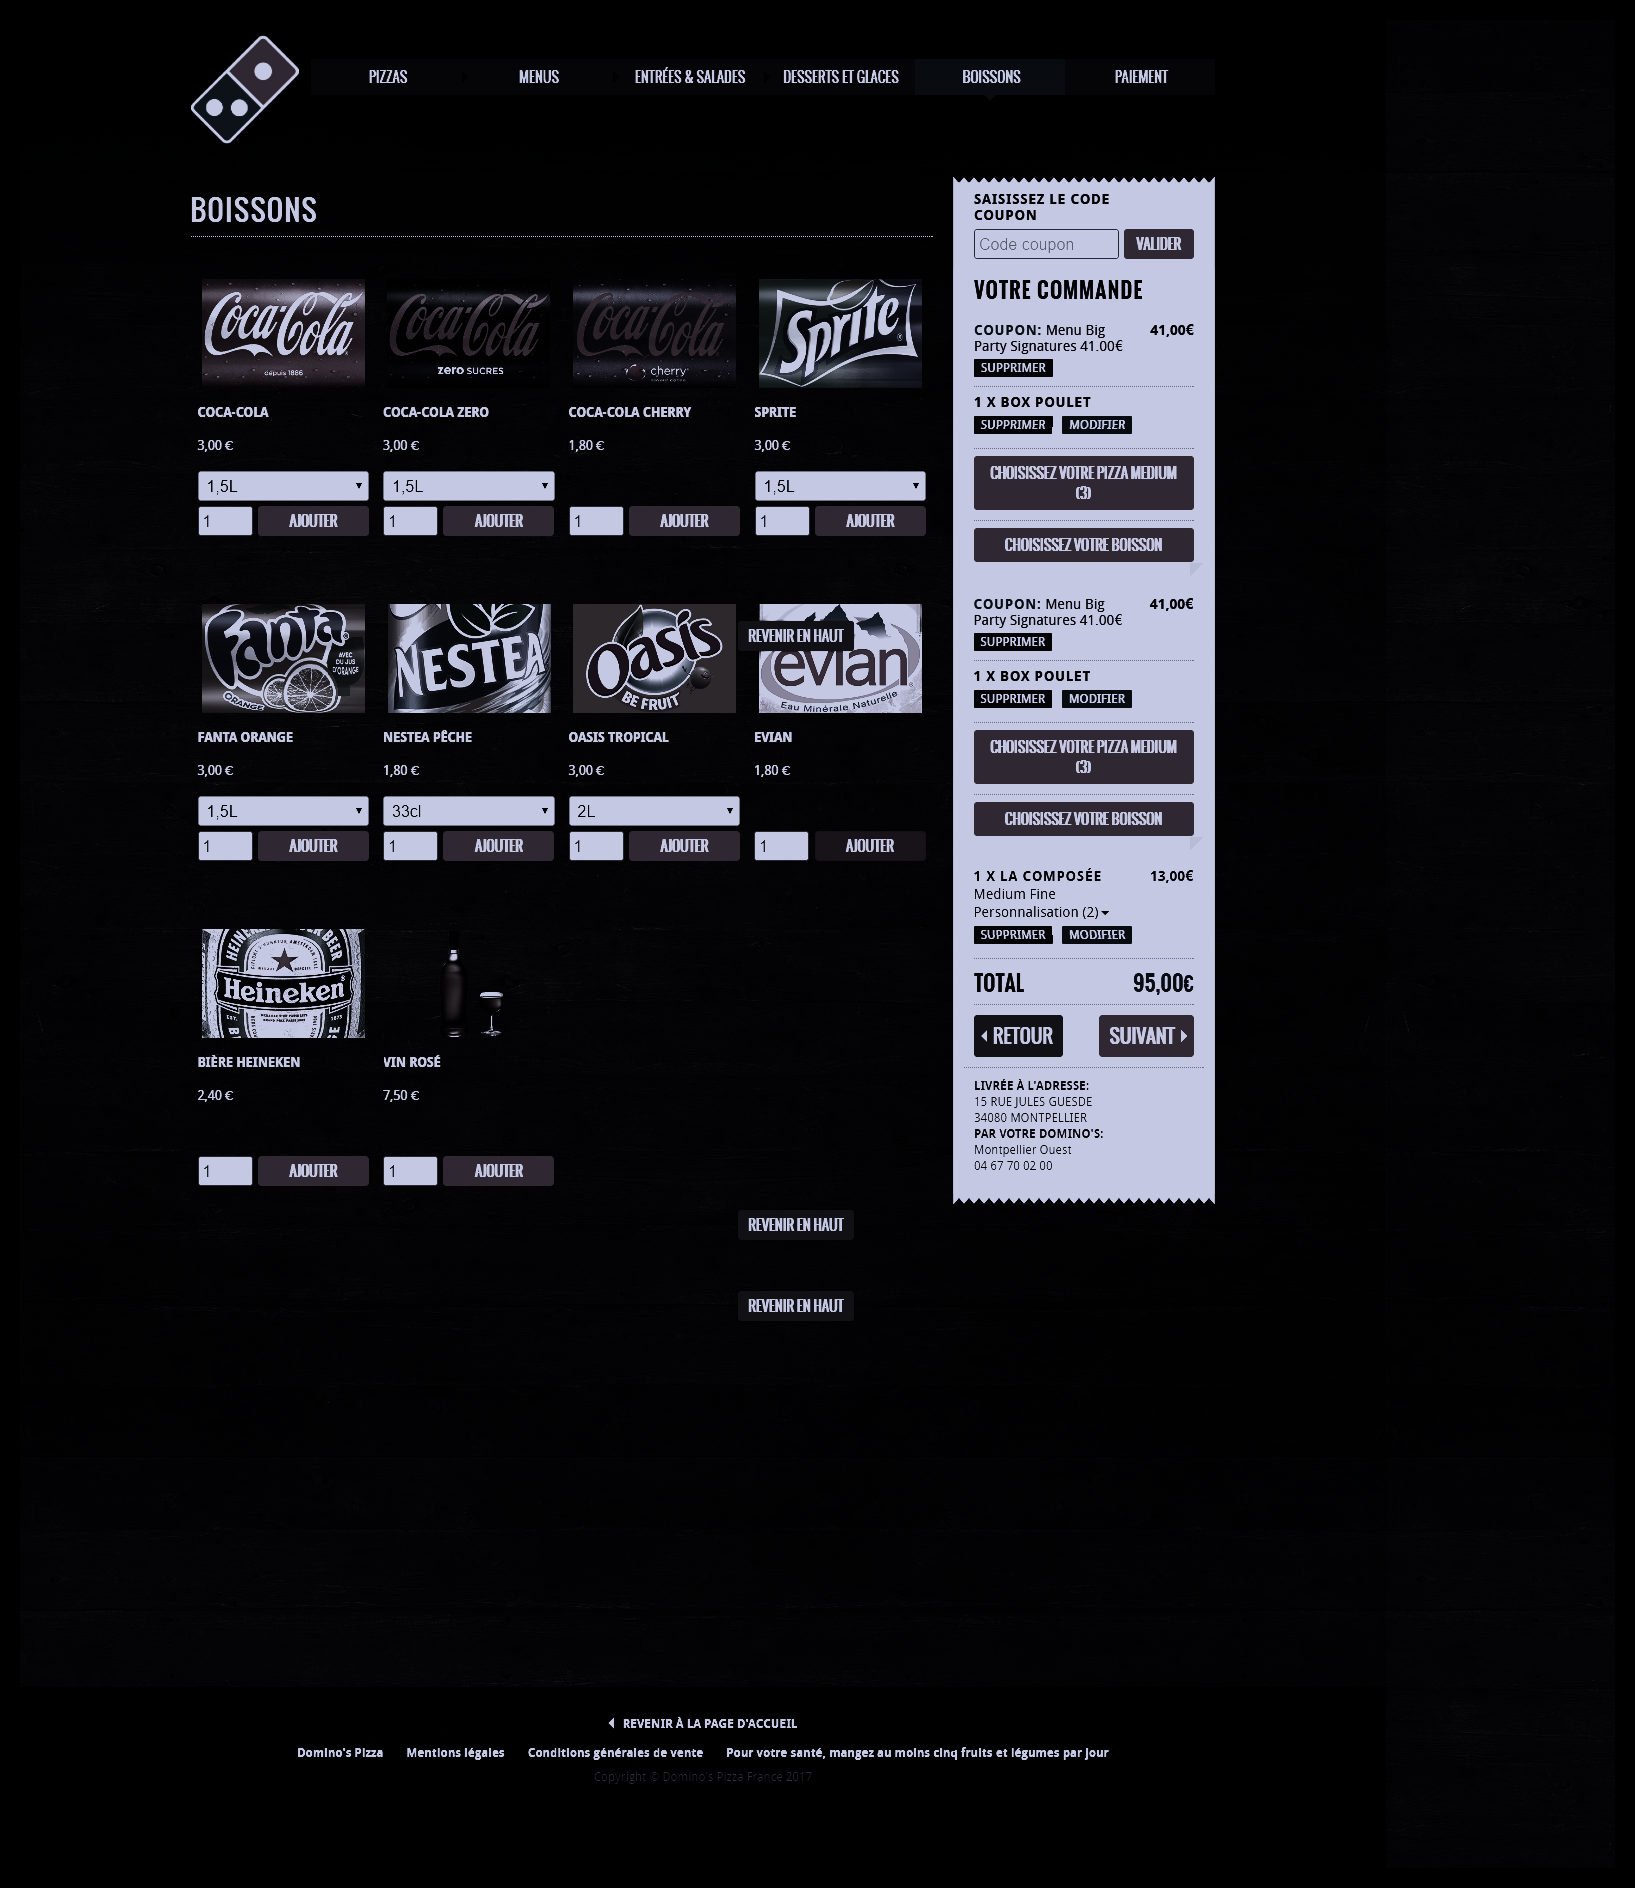 PIZZAS
MENUS
ENTRÉES & SALADES
DESSERTS ET GLACES
BOISSONS
PAIEMENT
BOISSONS
Coca-Cola
depuis 1886
Coca-Cola
zero SUCRES
Coca-Cola
cherry
Sprite
COCA-COLA
COCA-COLA ZERO
COCA-COLA CHERRY
SPRITE
3,00 €
3,00 €
1,80 €
3,00 €
1,5L
1,5L
1,5L
1
AJOUTER
1
AJOUTER
1
AJOUTER
1
AJOUTER
Fanta
AVEC
DU JUS
D'ORANGE
ORANGE
NESTEA
Oasis
BE FRUIT
REVENIR EN HAUT
evian
Eau Minérale Naturelle
FANTA ORANGE
NESTEA PÊCHE
OASIS TROPICAL
EVIAN
3,00 €
1,80 €
3,00 €
1,80 €
1,5L
33cl
2L
1
AJOUTER
1
AJOUTER
1
AJOUTER
1
AJOUTER
Heineken
BIÈRE HEINEKEN
VIN ROSÉ
2,40 €
7,50 €
1
AJOUTER
1
AJOUTER
REVENIR EN HAUT
REVENIR EN HAUT
SAISISSEZ LE CODE
COUPON
Code coupon
VALIDER
VOTRE COMMANDE
COUPON: Menu Big 41,00€
Party Signatures 41.00€
SUPPRIMER
1 X BOX POULET
SUPPRIMER MODIFIER
CHOISISSEZ VOTRE PIZZA MEDIUM
(3)
CHOISISSEZ VOTRE BOISSON
COUPON: Menu Big 41,00€
Party Signatures 41.00€
SUPPRIMER
1 X BOX POULET
SUPPRIMER MODIFIER
CHOISISSEZ VOTRE PIZZA MEDIUM
(3)
CHOISISSEZ VOTRE BOISSON
1 X LA COMPOSÉE 13,00€
Medium Fine
Personnalisation (2)
SUPPRIMER MODIFIER
TOTAL 95,00€
RETOUR SUIVANT
LIVRÉE À L'ADRESSE:
15 RUE JULES GUESDE
34080 MONTPELLIER
PAR VOTRE DOMINO'S:
Montpellier Ouest
04 67 70 02 00
REVENIR À LA PAGE D'ACCUEIL
Domino's Pizza Mentions légales Conditions générales de vente Pour votre santé, mangez au moins cinq fruits et légumes par jour
Copyright © Domino's Pizza France 2017